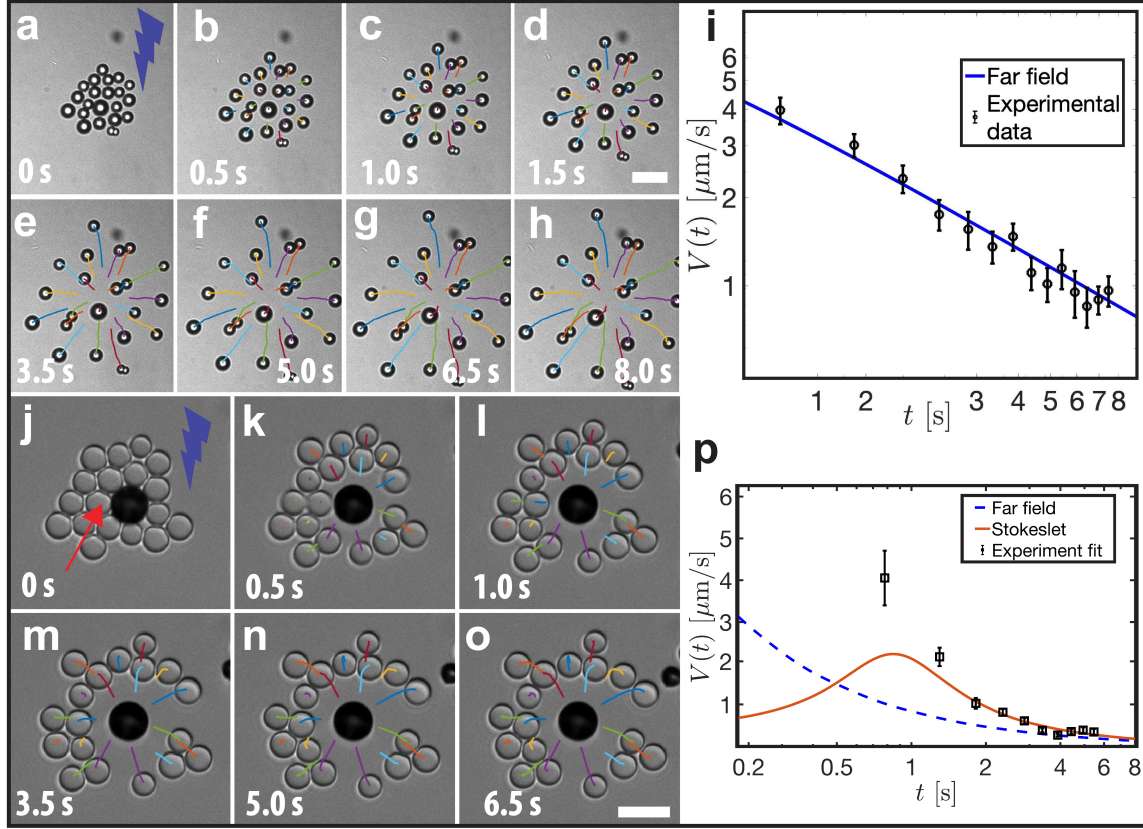 a
0 s
b
0.5 s
c
1.0 s
d
1.5 s
e
3.5 s
f
5.0 s
g
6.5 s
h
8.0 s
i
6
5
4
3
2
1
V(t) [μm/s]
Far field
Experimental
data
1 2 3 4 5 6 7 8
t [s]
j
0 s
k
0.5 s
l
1.0 s
m
3.5 s
n
5.0 s
o
6.5 s
p
6
5
4
3
2
1
V(t) [μm/s]
Far field
Stokeslet
Experiment fit
0.2 0.5 1 2 4 6 8
t [s]